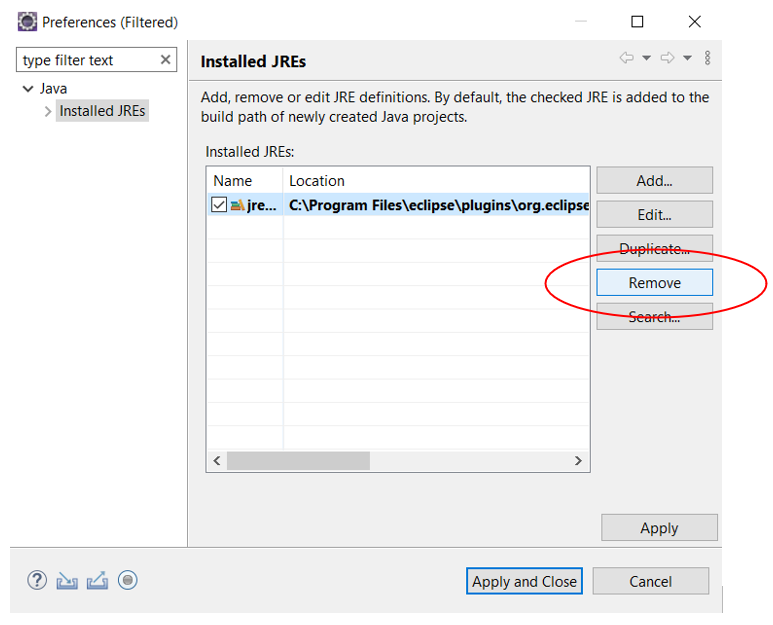 Preferences (Filtered)
type filter text
Java
Installed JREs
Installed JREs
Add, remove or edit JRE definitions. By default, the checked JRE is added to the
build path of newly created Java projects.
Installed JREs:
Name Location
jre... C:\Program Files\eclipse\plugins\org.eclipse
Add...
Edit...
Duplicate...
Remove
Search...
Apply
Apply and Close
Cancel